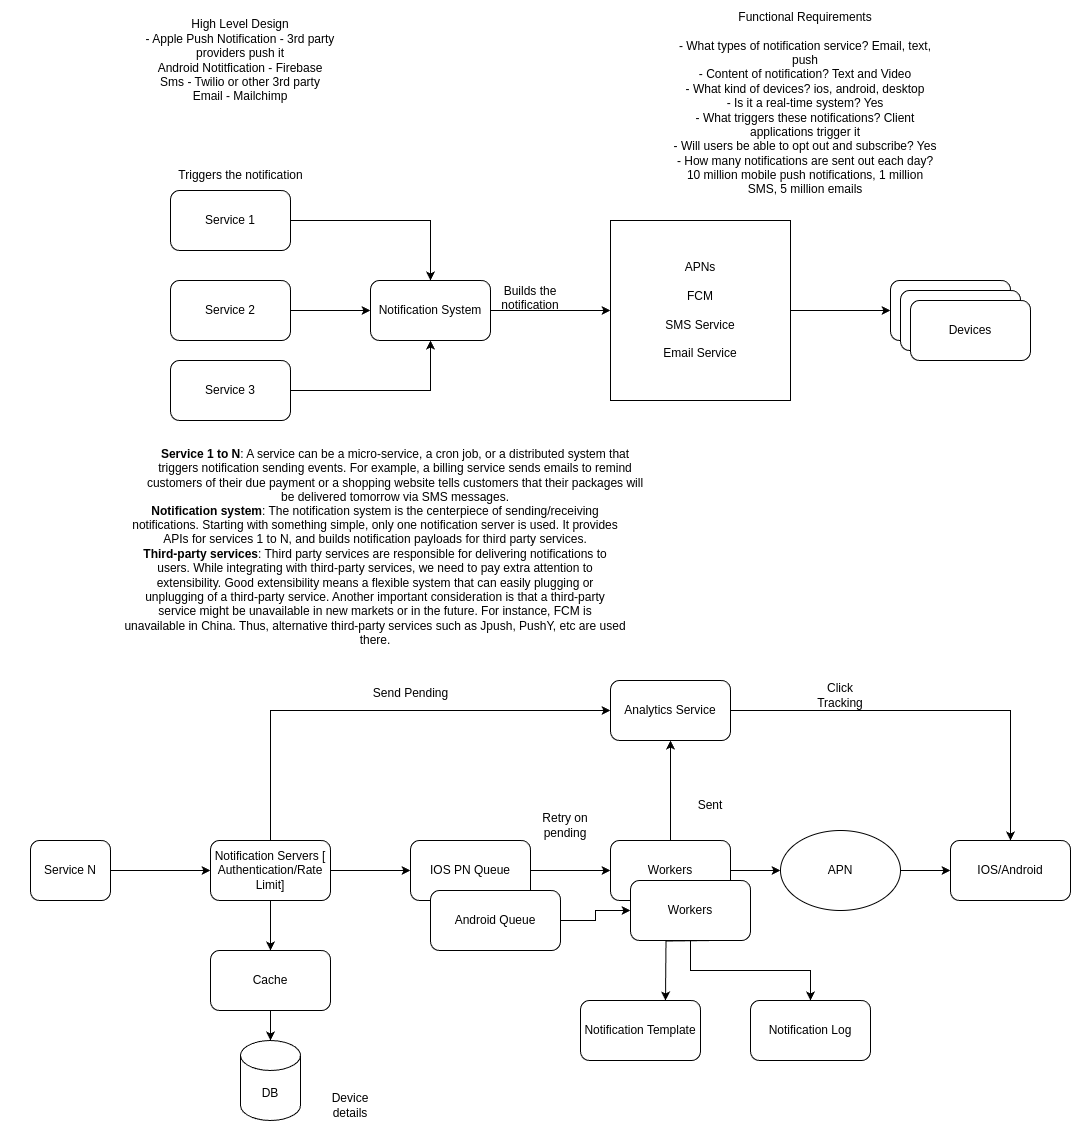 High Level Design
- Apple Push Notification - 3rd party
providers push it
Android Notitfication - Firebase
Sms - Twilio or other 3rd party
Email - Mailchimp
Functional Requirements
- What types of notification service? Email, text,
push
- Content of notification? Text and Video
- What kind of devices? ios, android, desktop
- Is it a real-time system? Yes
- What triggers these notifications? Client
applications trigger it
- Will users be able to opt out and subscribe? Yes
- How many notifications are sent out each day?
10 million mobile push notifications, 1 million
SMS, 5 million emails
Triggers the notification
Service 1
Service 2
Service 3
Notification System
Builds the
notification
APNs
FCM
SMS Service
Email Service
Devices
Service 1 to N: A service can be a micro-service, a cron job, or a distributed system that
triggers notification sending events. For example, a billing service sends emails to remind
customers of their due payment or a shopping website tells customers that their packages will
be delivered tomorrow via SMS messages.
Notification system: The notification system is the centerpiece of sending/receiving
notifications. Starting with something simple, only one notification server is used. It provides
APIs for services 1 to N, and builds notification payloads for third party services.
Third-party services: Third party services are responsible for delivering notifications to
users. While integrating with third-party services, we need to pay extra attention to
extensibility. Good extensibility means a flexible system that can easily plugging or
unplugging of a third-party service. Another important consideration is that a third-party
service might be unavailable in new markets or in the future. For instance, FCM is
unavailable in China. Thus, alternative third-party services such as Jpush, PushY, etc are used
there.
Send Pending
Analytics Service
Click
Tracking
Retry on
pending
Sent
Service N
Notification Servers [
Authentication/Rate
Limit]
IOS PN Queue
Android Queue
Workers
Workers
APN
IOS/Android
Cache
Notification Template
Notification Log
DB
Device
details